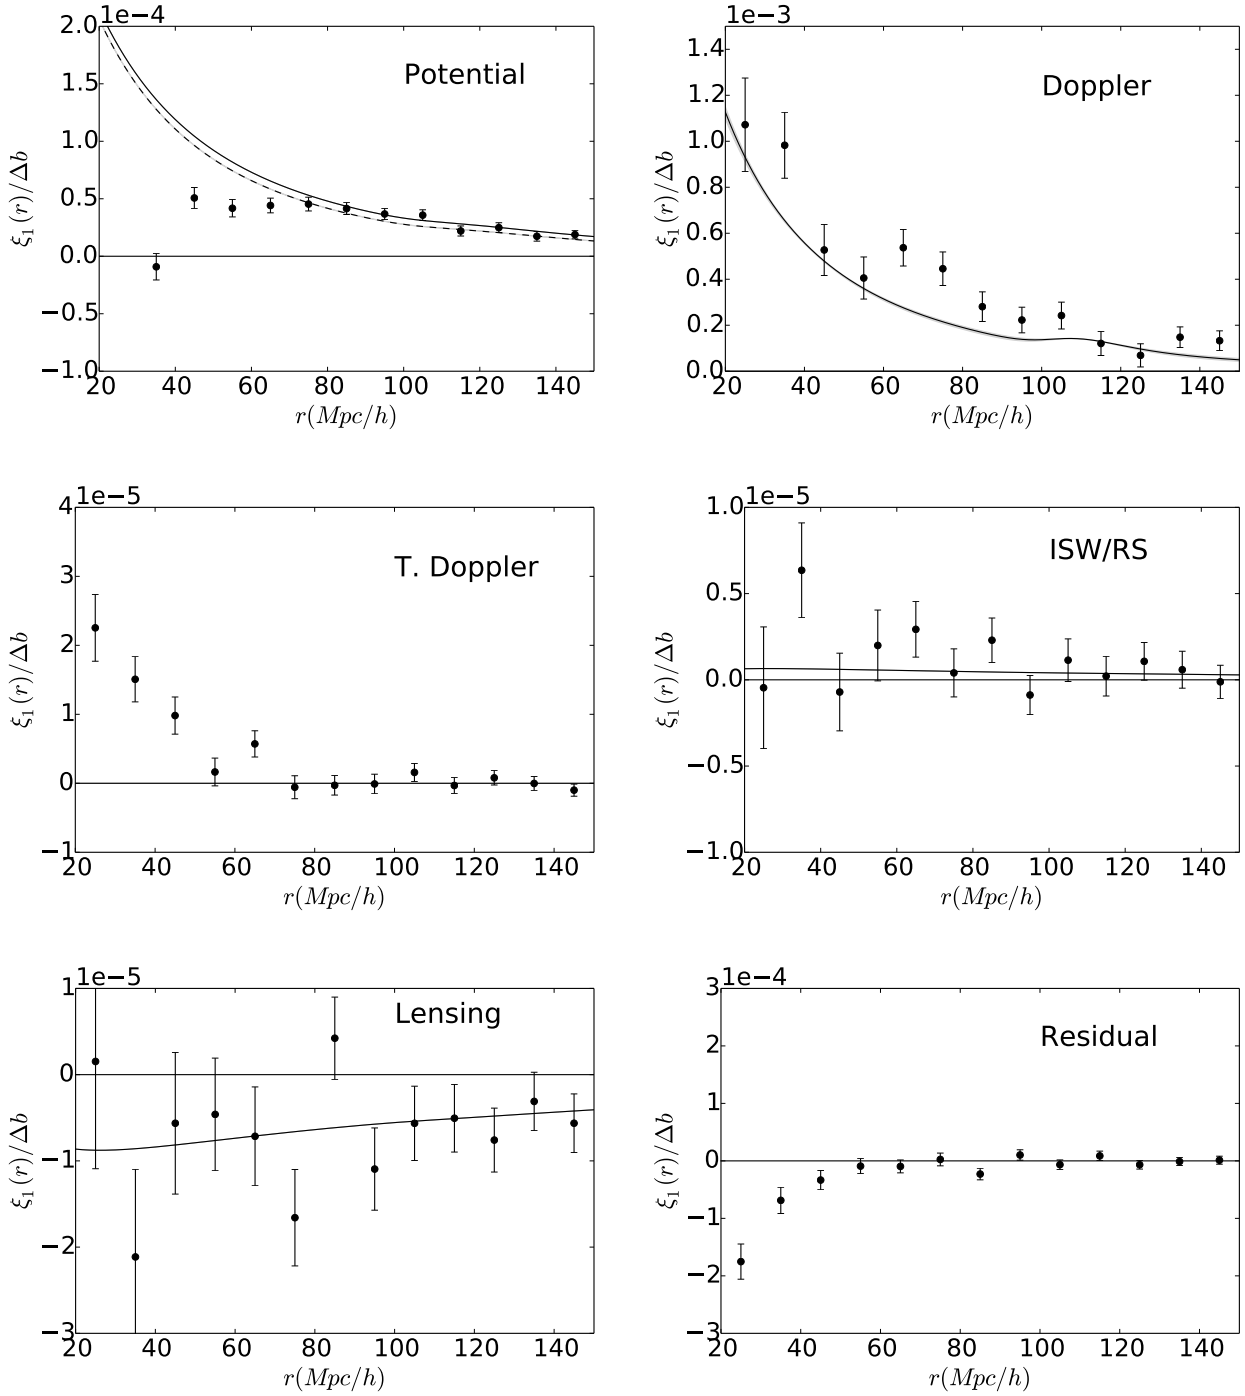 1e−4
2.0
1.5
1.0
0.5
0.0
−0.5
−1.0
Potential
ξ1(r)/Δb
20 40 60 80 100 120 140
r(Mpc/h)
1e−3
1.4
1.2
1.0
0.8
0.6
0.4
0.2
0.0
Doppler
ξ1(r)/Δb
20 40 60 80 100 120 140
r(Mpc/h)
1e−5
4
3
2
1
0
−1
T. Doppler
ξ1(r)/Δb
20 40 60 80 100 120 140
r(Mpc/h)
1e−5
1.0
0.5
0.0
−0.5
−1.0
ISW/RS
ξ1(r)/Δb
20 40 60 80 100 120 140
r(Mpc/h)
1e−5
1
0
−1
−2
−3
Lensing
ξ1(r)/Δb
20 40 60 80 100 120 140
r(Mpc/h)
1e−4
3
2
1
0
−1
−2
−3
Residual
ξ1(r)/Δb
20 40 60 80 100 120 140
r(Mpc/h)